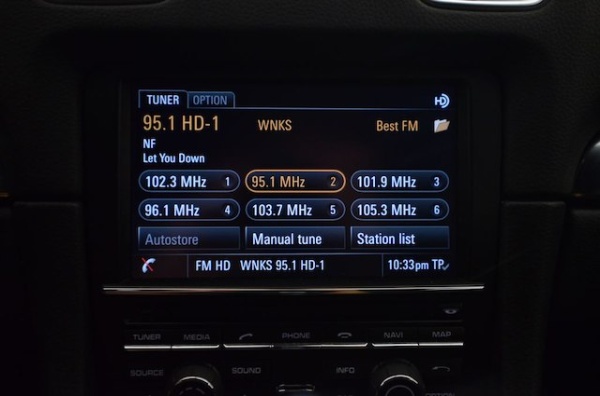 TUNER OPTION HD
95.1 HD-1 WNKS Best FM
NF
Let You Down
102.3 MHz 1 95.1 MHz 2 101.9 MHz 3
96.1 MHz 4 103.7 MHz 5 105.3 MHz 6
Autostore Manual tune Station list
FM HD WNKS 95.1 HD-1 10:33pm TP
TUNER MEDIA PHONE NAVI MAP
SOURCE SOUND INFO